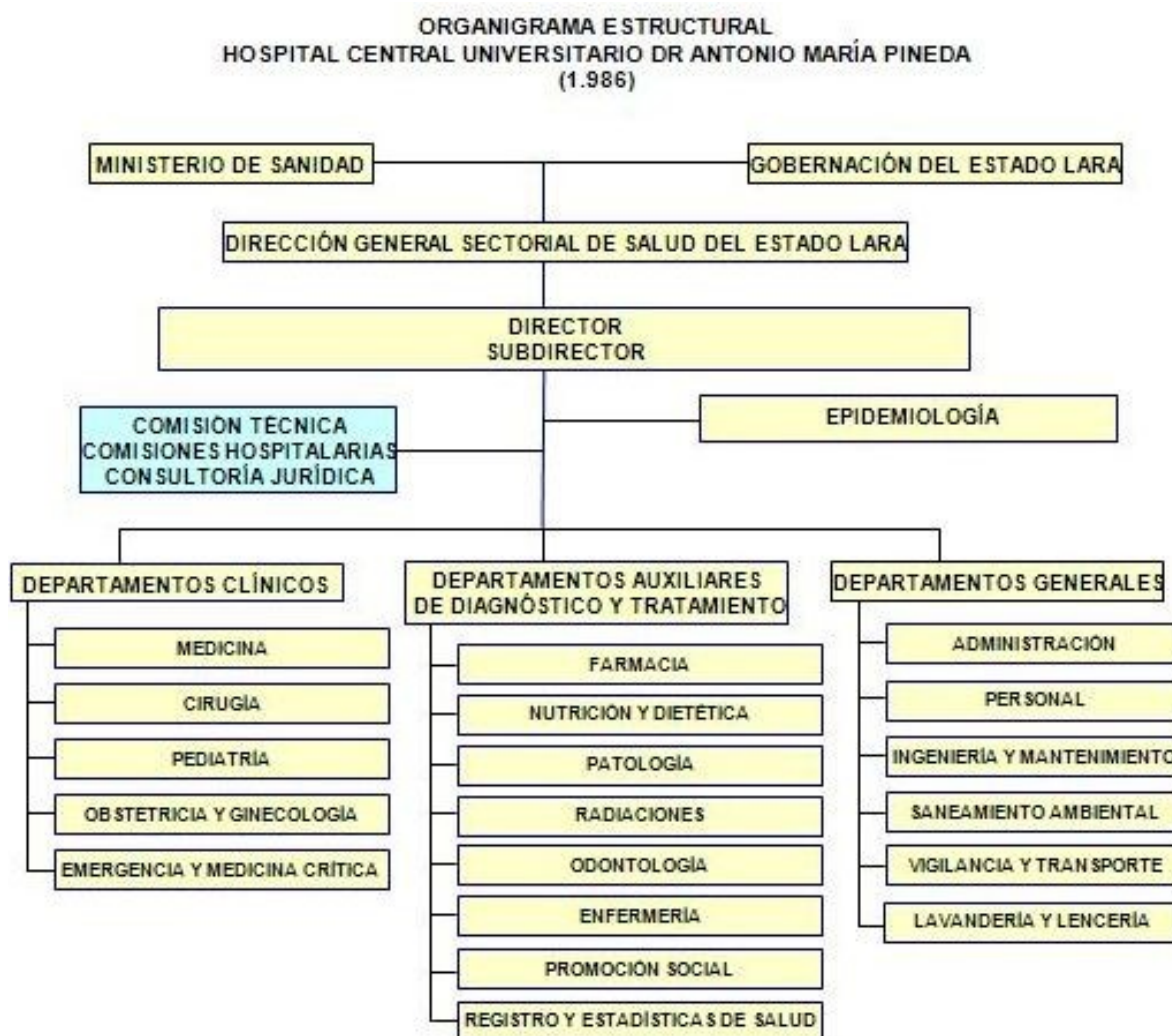 ORGANIGRAMA ESTRUCTURAL
HOSPITAL CENTRAL UNIVERSITARIO DR ANTONIO MARÍA PINEDA
(1.986)
MINISTERIO DE SANIDAD
GOBERNACIÓN DEL ESTADO LARA
DIRECCIÓN GENERAL SECTORIAL DE SALUD DEL ESTADO LARA
DIRECTOR
SUBDIRECTOR
COMISIÓN TÉCNICA
COMISIONES HOSPITALARIAS
CONSULTORÍA JURÍDICA
EPIDEMIOLOGÍA
DEPARTAMENTOS CLÍNICOS
MEDICINA
CIRUGÍA
PEDIATRÍA
OBSTETRICIA Y GINECOLOGÍA
EMERGENCIA Y MEDICINA CRÍTICA
DEPARTAMENTOS AUXILIARES
DE DIAGNÓSTICO Y TRATAMIENTO
FARMACIA
NUTRICIÓN Y DIETÉTICA
PATOLOGÍA
RADIACIONES
ODONTOLOGÍA
ENFERMERÍA
PROMOCIÓN SOCIAL
REGISTRO Y ESTADÍSTICAS DE SALUD
DEPARTAMENTOS GENERALES
ADMINISTRACIÓN
PERSONAL
INGENIERÍA Y MANTENIMIENTO
SANEAMIENTO AMBIENTAL
VIGILANCIA Y TRANSPORTE
LAVANDERÍA Y LENCERÍA